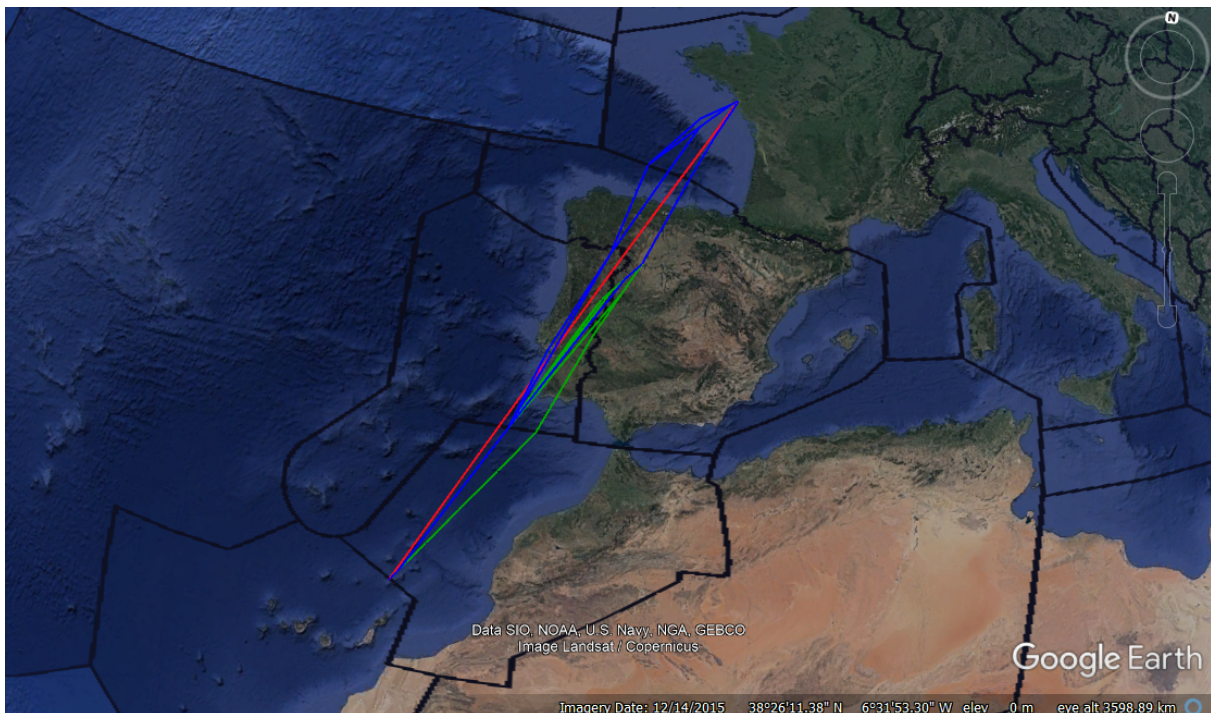 N
Data SIO, NOAA, U.S. Navy, NGA, GEBCO
Image Landsat / Copernicus
Google Earth
Imagery Date: 12/14/2015 38°26'11.38" N 6°31'53.30" W elev 0 m eye alt 3598.89 km